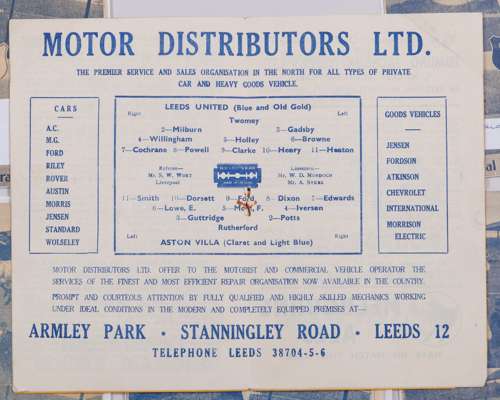 MOTOR DISTRIBUTORS LTD.
THE PREMIER SERVICE AND SALES ORGANISATION IN THE NORTH FOR ALL TYPES OF PRIVATE
CAR AND HEAVY GOODS VEHICLE.
CARS
A.C.
M.G.
FORD
RILEY
ROVER
AUSTIN
MORRIS
JENSEN
STANDARD
WOLSELEY
LEEDS UNITED (Blue and Old Gold)
Right Left
Twomey
2—Milburn 3—Gadsby
4—Willingham 5—Holley 6—Browne
7—Cochrane 8—Powell 9—Clarke 10—Henry 11—Heaton
Referee— Linesmen—
Mr. S. W. WORT Mr. W. D. MURDOCH
Liverpool Mr. A. SYKES
11—Smith 10—Dorsett 9—Ford 8—Dixon 7—Edwards
6—Lowe, E. 5— F. 4—Iversen
3—Guttridge 2—Potts
Rutherford
Left Right
ASTON VILLA (Claret and Light Blue)
GOODS VEHICLES
JENSEN
FORDSON
ATKINSON
CHEVROLET
INTERNATIONAL
MORRISON
ELECTRIC
MOTOR DISTRIBUTORS LTD. OFFER TO THE MOTORIST AND COMMERCIAL VEHICLE OPERATOR THE
SERVICES OF THE FINEST AND MOST EFFICIENT REPAIR ORGANISATION NOW AVAILABLE IN THE COUNTRY.
PROMPT AND COURTEOUS ATTENTION BY FULLY QUALIFIED AND HIGHLY SKILLED MECHANICS WORKING
UNDER IDEAL CONDITIONS IN THE MODERN AND COMPLETELY EQUIPPED PREMISES AT—
ARMLEY PARK · STANNINGLEY ROAD · LEEDS 12
TELEPHONE LEEDS 38704-5-6